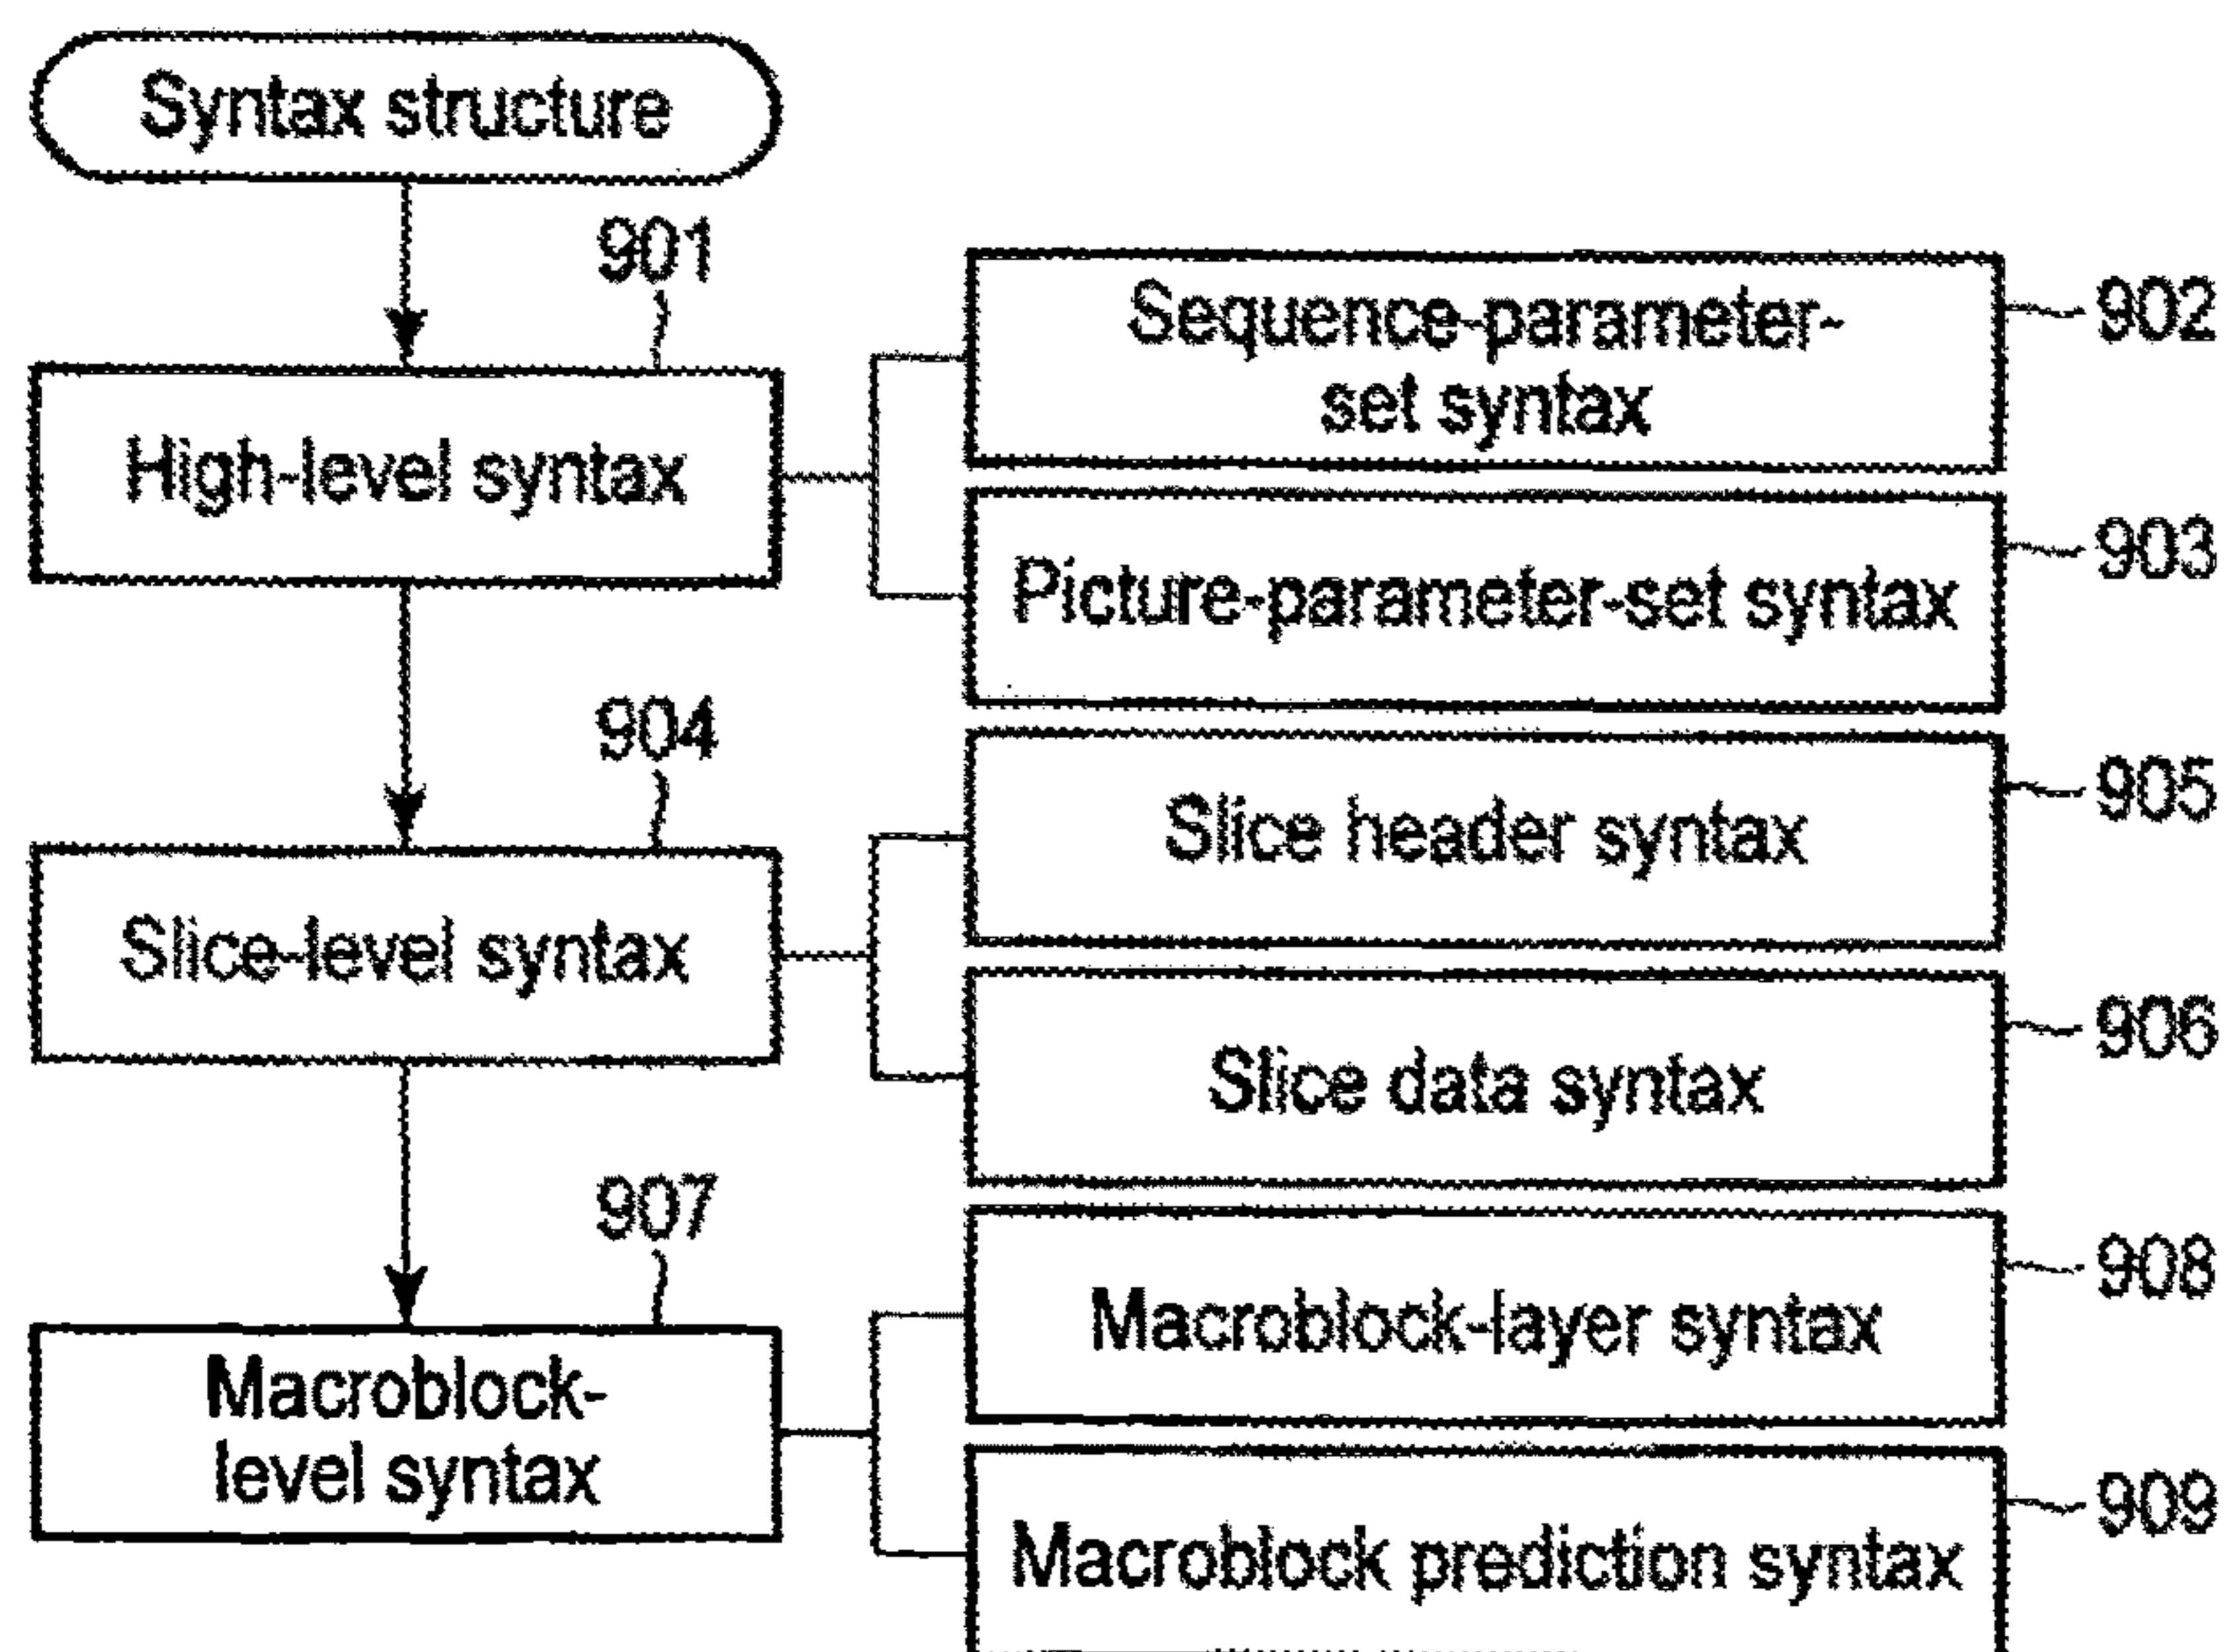 Syntax structure
901
High-level syntax
Sequence-parameter-
set syntax
902
Picture-parameter-set syntax
903
904
Slice-level syntax
Slice header syntax
905
Slice data syntax
906
907
Macroblock-
level syntax
Macroblock-layer syntax
908
Macroblock prediction syntax
909